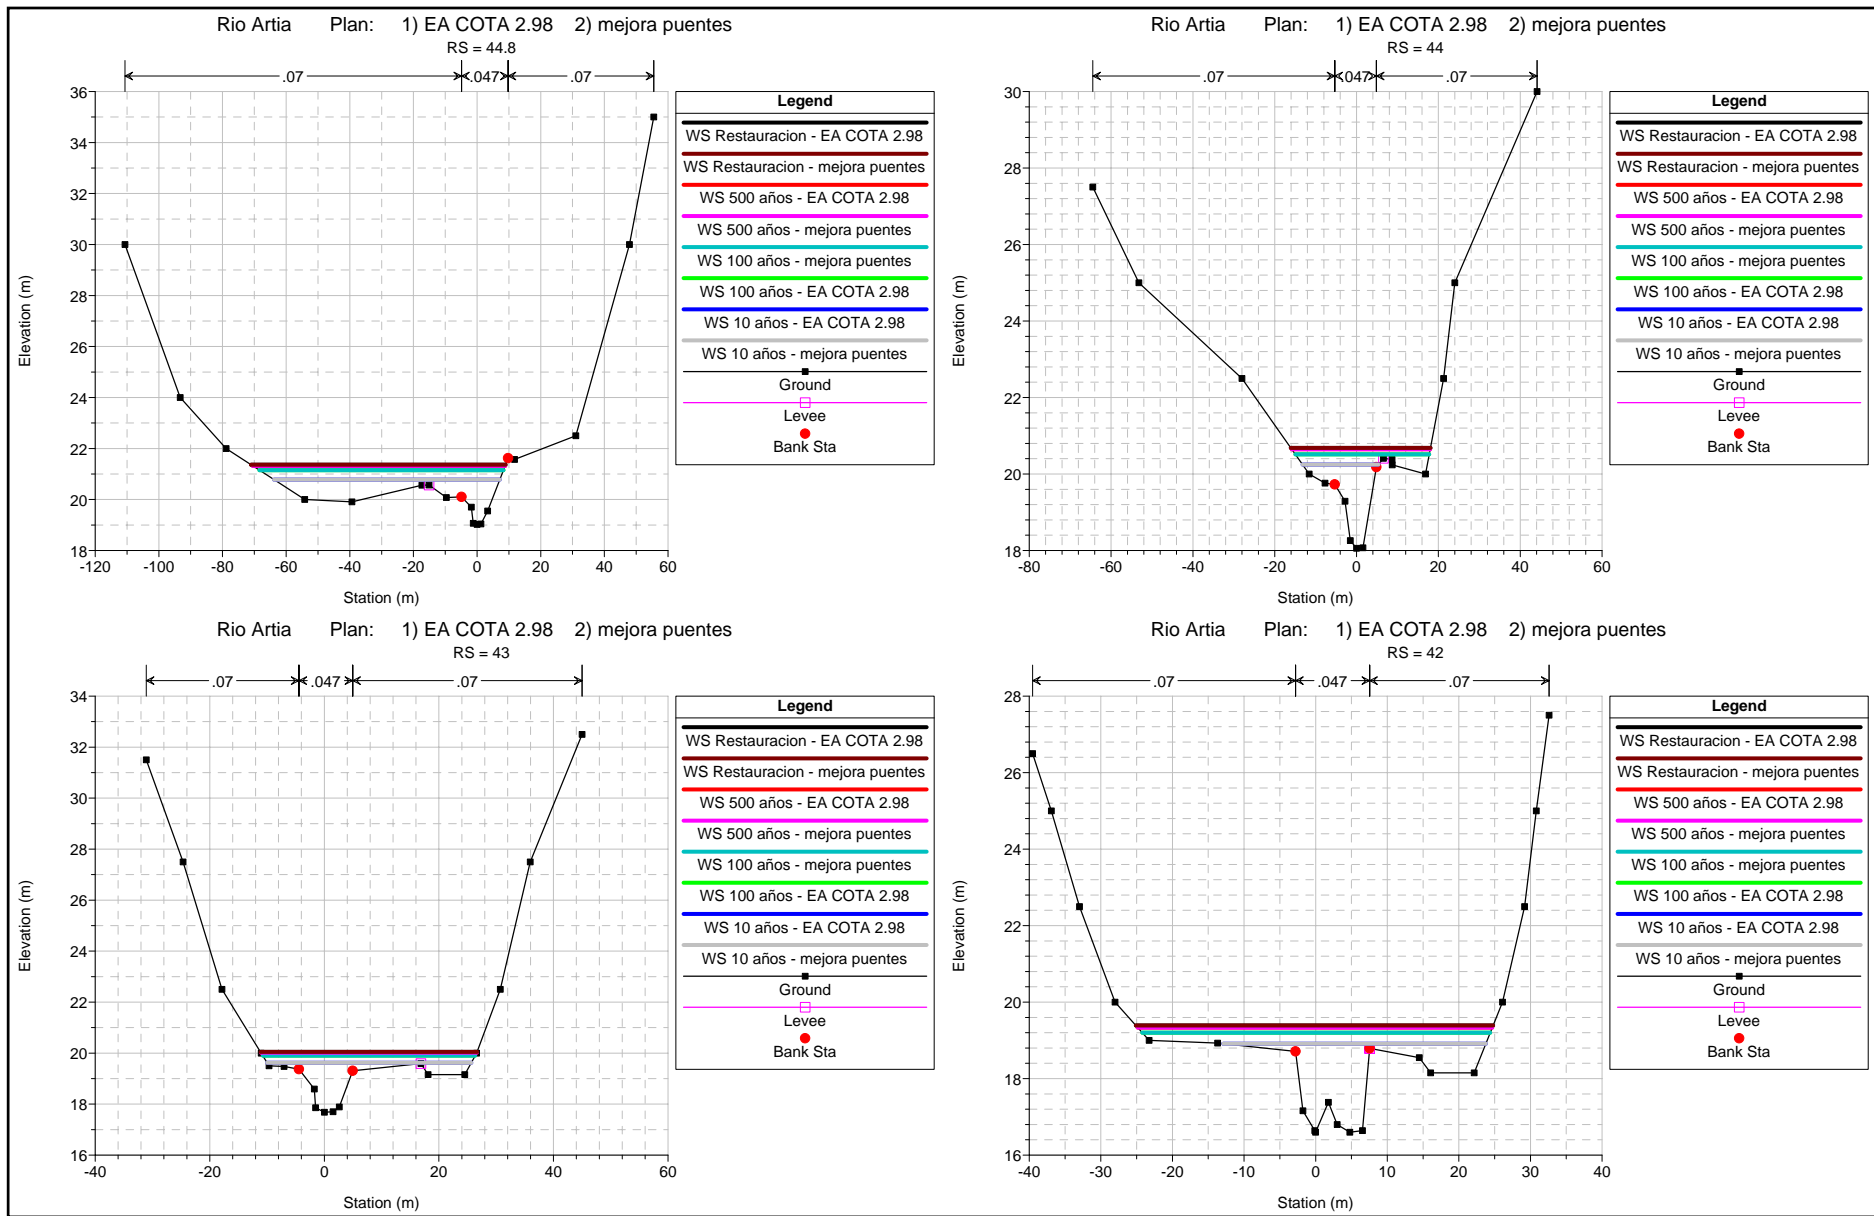 Rio Artia Plan: 1) EA COTA 2.98 2) mejora puentes
RS = 44.8
.07 .047 .07
36
34
32
30
28
26
24
22
20
18
-120 -100 -80 -60 -40 -20 0 20 40 60
Station (m)
Elevation (m)
Legend
WS Restauracion - EA COTA 2.98
WS Restauracion - mejora puentes
WS 500 años - EA COTA 2.98
WS 500 años - mejora puentes
WS 100 años - mejora puentes
WS 100 años - EA COTA 2.98
WS 10 años - EA COTA 2.98
WS 10 años - mejora puentes
Ground
Levee
Bank Sta
Rio Artia Plan: 1) EA COTA 2.98 2) mejora puentes
RS = 44
.07 .047 .07
30
28
26
24
22
20
18
-80 -60 -40 -20 0 20 40 60
Station (m)
Elevation (m)
Legend
WS Restauracion - EA COTA 2.98
WS Restauracion - mejora puentes
WS 500 años - EA COTA 2.98
WS 500 años - mejora puentes
WS 100 años - mejora puentes
WS 100 años - EA COTA 2.98
WS 10 años - EA COTA 2.98
WS 10 años - mejora puentes
Ground
Levee
Bank Sta
Rio Artia Plan: 1) EA COTA 2.98 2) mejora puentes
RS = 43
.07 .047 .07
34
32
30
28
26
24
22
20
18
16
-40 -20 0 20 40 60
Station (m)
Elevation (m)
Legend
WS Restauracion - EA COTA 2.98
WS Restauracion - mejora puentes
WS 500 años - EA COTA 2.98
WS 500 años - mejora puentes
WS 100 años - mejora puentes
WS 100 años - EA COTA 2.98
WS 10 años - EA COTA 2.98
WS 10 años - mejora puentes
Ground
Levee
Bank Sta
Rio Artia Plan: 1) EA COTA 2.98 2) mejora puentes
RS = 42
.07 .047 .07
28
26
24
22
20
18
16
-40 -30 -20 -10 0 10 20 30 40
Station (m)
Elevation (m)
Legend
WS Restauracion - EA COTA 2.98
WS Restauracion - mejora puentes
WS 500 años - EA COTA 2.98
WS 500 años - mejora puentes
WS 100 años - mejora puentes
WS 100 años - EA COTA 2.98
WS 10 años - EA COTA 2.98
WS 10 años - mejora puentes
Ground
Levee
Bank Sta